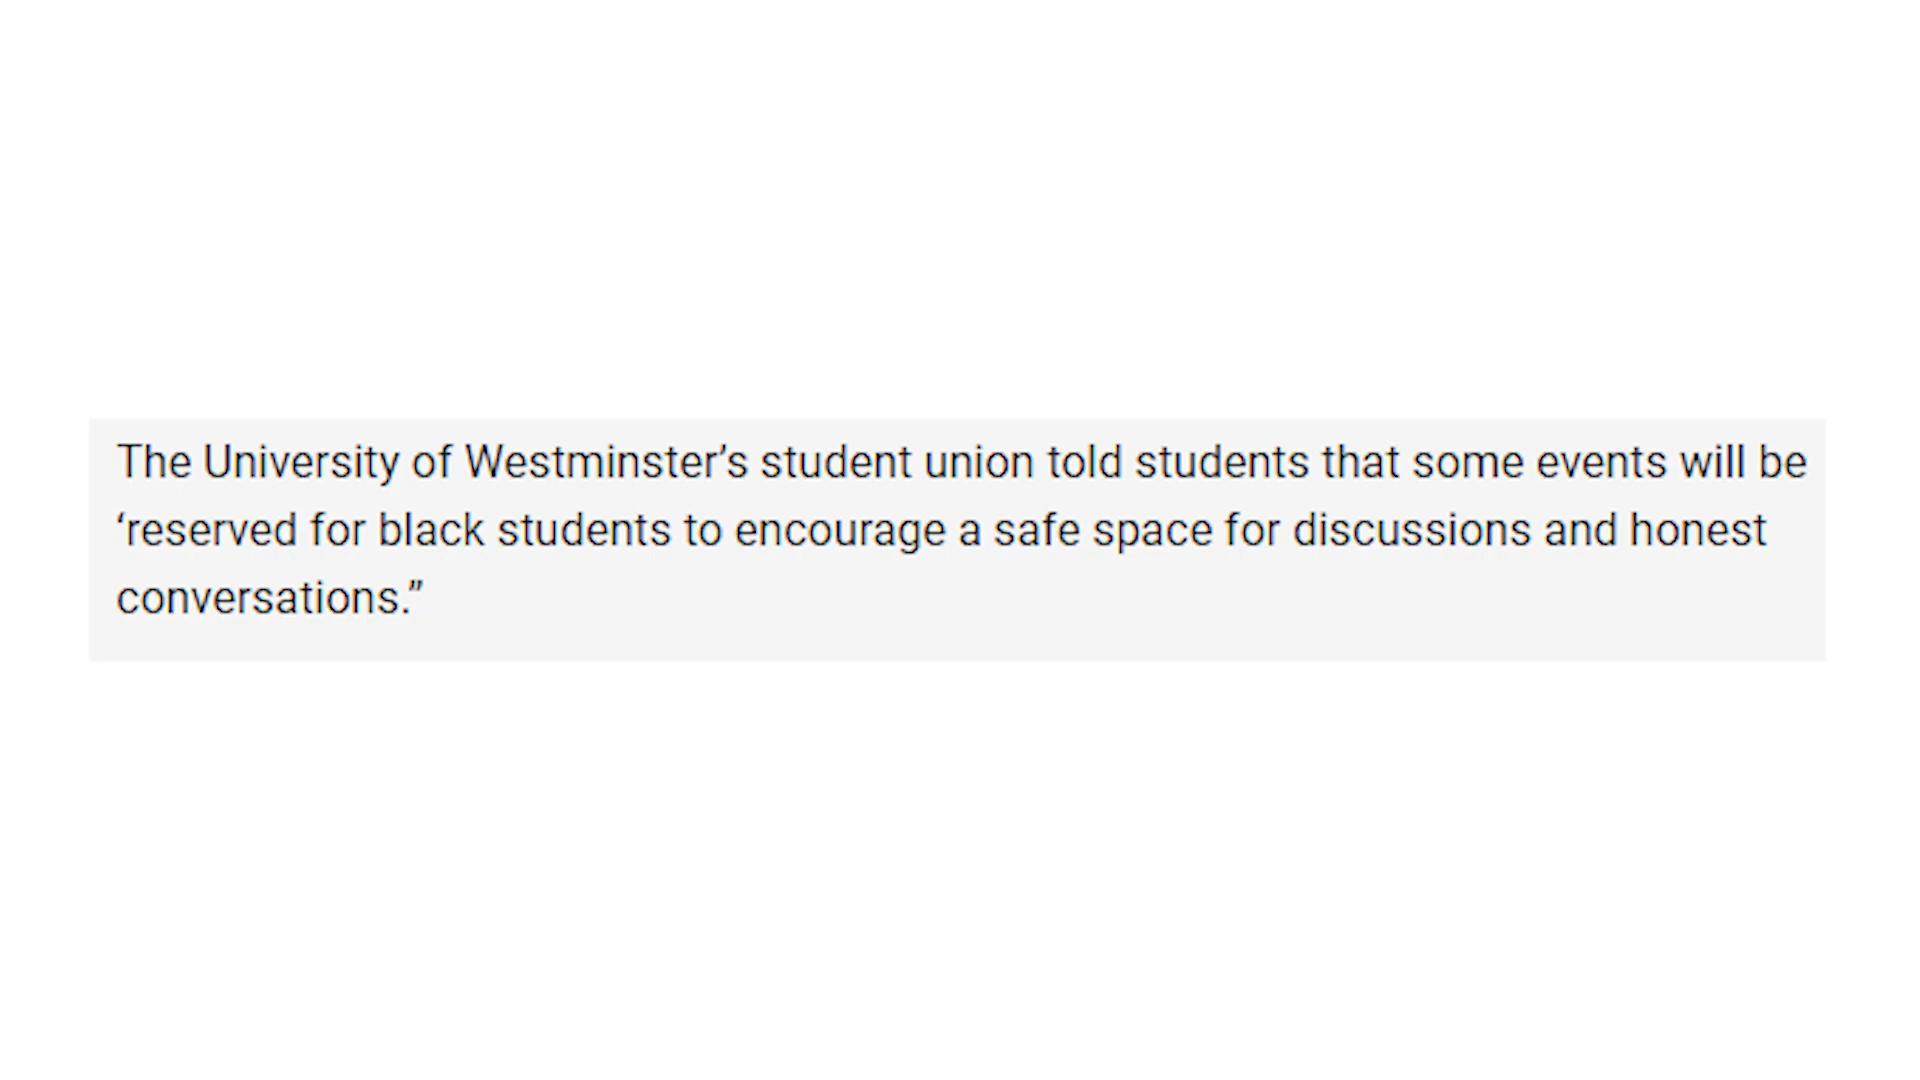 The University of Westminster’s student union told students that some events will be
‘reserved for black students to encourage a safe space for discussions and honest
conversations.”